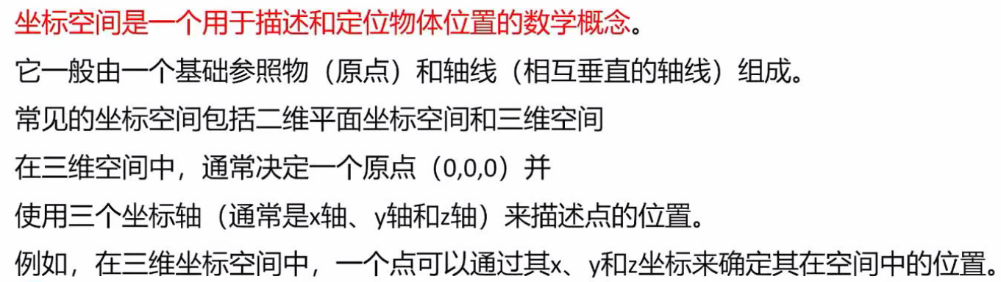 坐标空间是一个用于描述和定位物体位置的数学概念。
它一般由一个基础参照物（原点）和轴线（相互垂直的轴线）组成。
常见的坐标空间包括二维平面坐标空间和三维空间
在三维空间中，通常决定一个原点（0,0,0）并
使用三个坐标轴（通常是x轴、y轴和z轴）来描述点的位置。
例如，在三维坐标空间中，一个点可以通过其x、y和z坐标来确定其在空间中的位置。